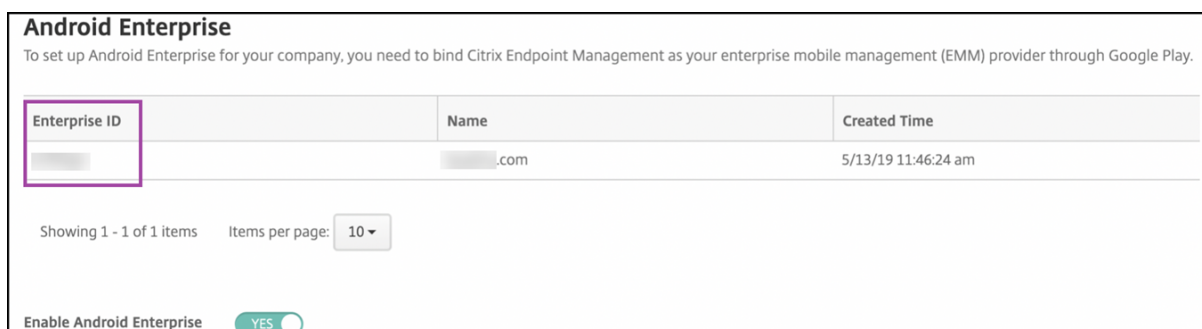 Android Enterprise
To set up Android Enterprise for your company, you need to bind Citrix Endpoint Management as your enterprise mobile management (EMM) provider through Google Play.
Enterprise ID Name Created Time
.com 5/13/19 11:46:24 am
Showing 1 - 1 of 1 items Items per page: 10
Enable Android Enterprise YES